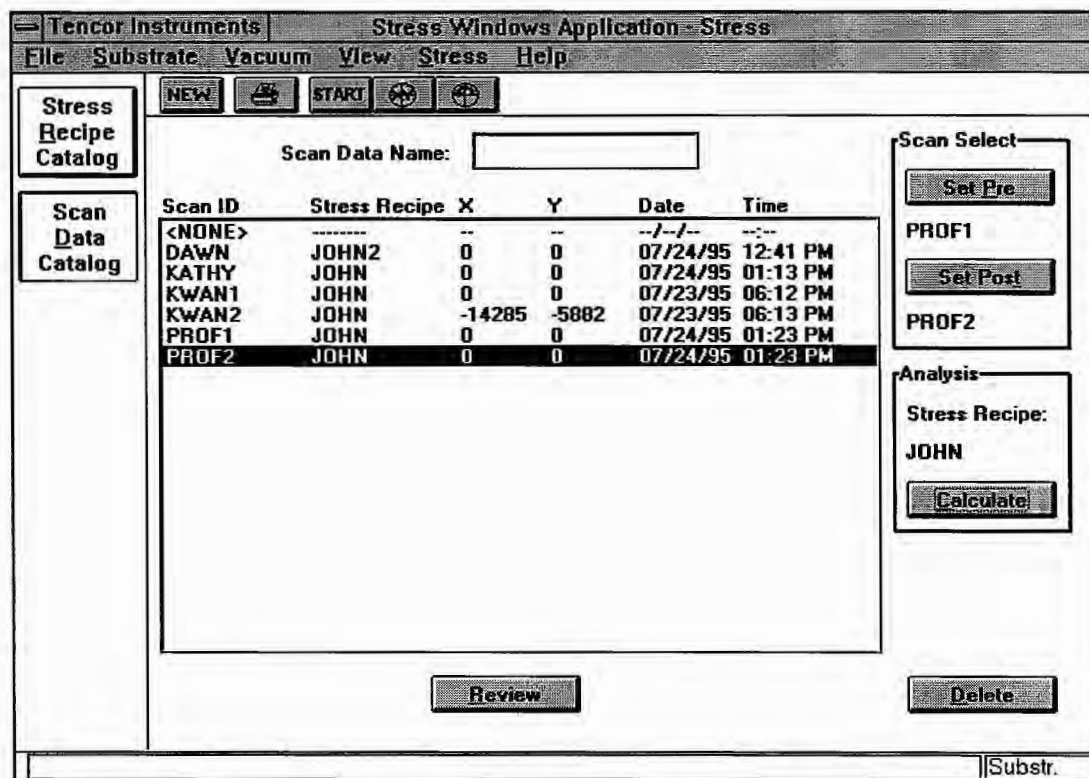 Tencor Instruments Stress Windows Application - Stress
File Substrate Vacuum View Stress Help
NEW START
Stress
Recipe
Catalog
Scan
Data
Catalog
Scan Data Name:
Scan ID Stress Recipe X Y Date Time
<NONE> -------- -- -- --/--/-- --:--
DAWN JOHN2 0 0 07/24/95 12:41 PM
KATHY JOHN 0 0 07/24/95 01:13 PM
KWAN1 JOHN 0 0 07/23/95 06:12 PM
KWAN2 JOHN -14285 -5882 07/23/95 06:13 PM
PROF1 JOHN 0 0 07/24/95 01:23 PM
PROF2 JOHN 0 0 07/24/95 01:23 PM
Review
Scan Select
Set Pre
PROF1
Set Post
PROF2
Analysis
Stress Recipe:
JOHN
Calculate
Delete
Substr.